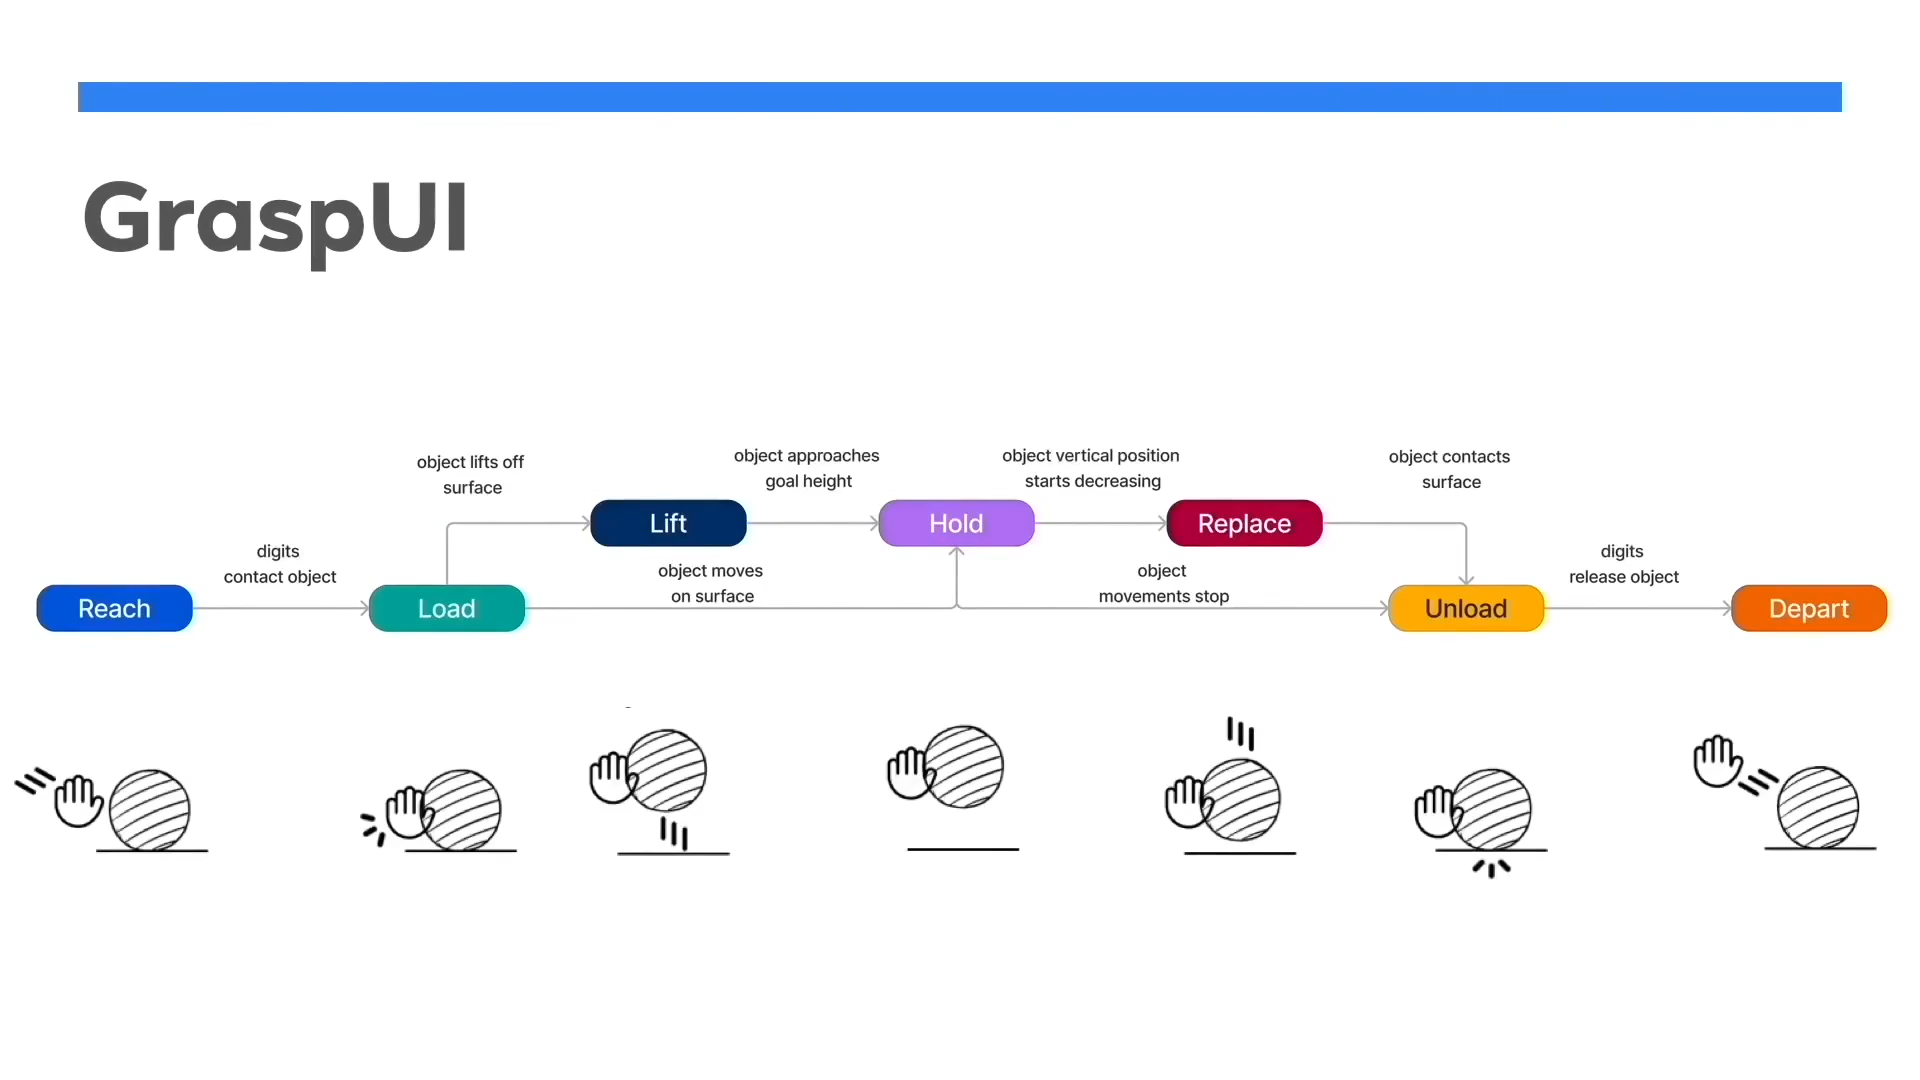 GraspUI
object lifts off
surface
object approaches
goal height
object vertical position
starts decreasing
object contacts
surface
Lift
Hold
Replace
digits
contact object
object moves
on surface
object
movements stop
digits
release object
Reach
Load
Unload
Depart